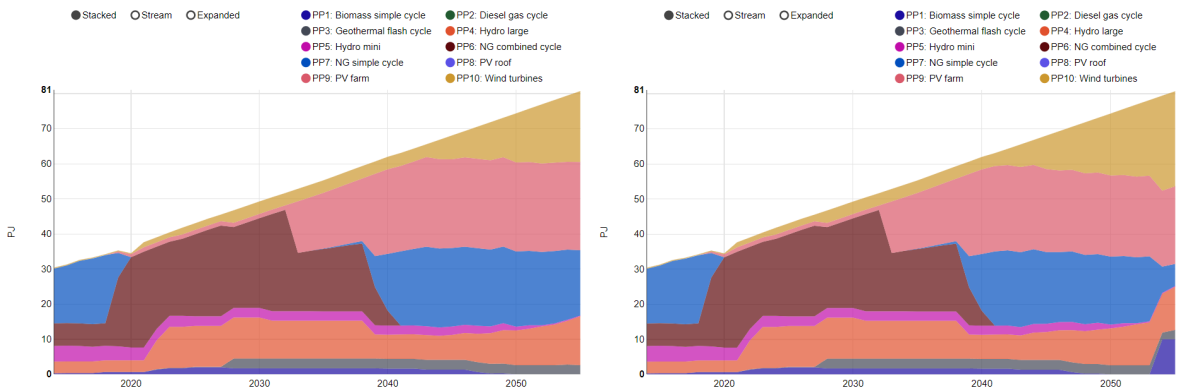 Stacked Stream Expanded
PP1: Biomass simple cycle PP2: Diesel gas cycle
PP3: Geothermal flash cycle PP4: Hydro large
PP5: Hydro mini PP6: NG combined cycle
PP7: NG simple cycle PP8: PV roof
PP9: PV farm PP10: Wind turbines
81
70
60
50
40
PJ
30
20
10
0
2020 2030 2040 2050
Stacked Stream Expanded
PP1: Biomass simple cycle PP2: Diesel gas cycle
PP3: Geothermal flash cycle PP4: Hydro large
PP5: Hydro mini PP6: NG combined cycle
PP7: NG simple cycle PP8: PV roof
PP9: PV farm PP10: Wind turbines
81
70
60
50
40
PJ
30
20
10
0
2020 2030 2040 2050